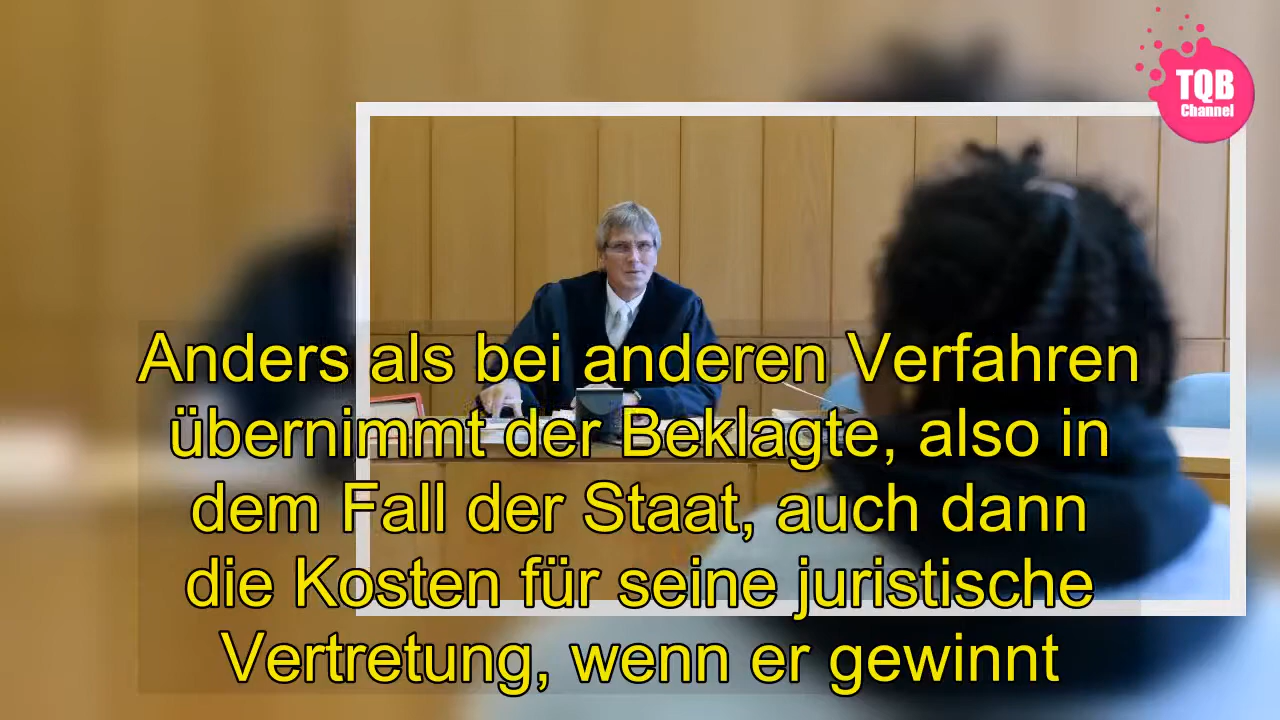 TQB
Channel
Anders als bei anderen Verfahren
übernimmt der Beklagte, also in
dem Fall der Staat, auch dann
die Kosten für seine juristische
Vertretung, wenn er gewinnt